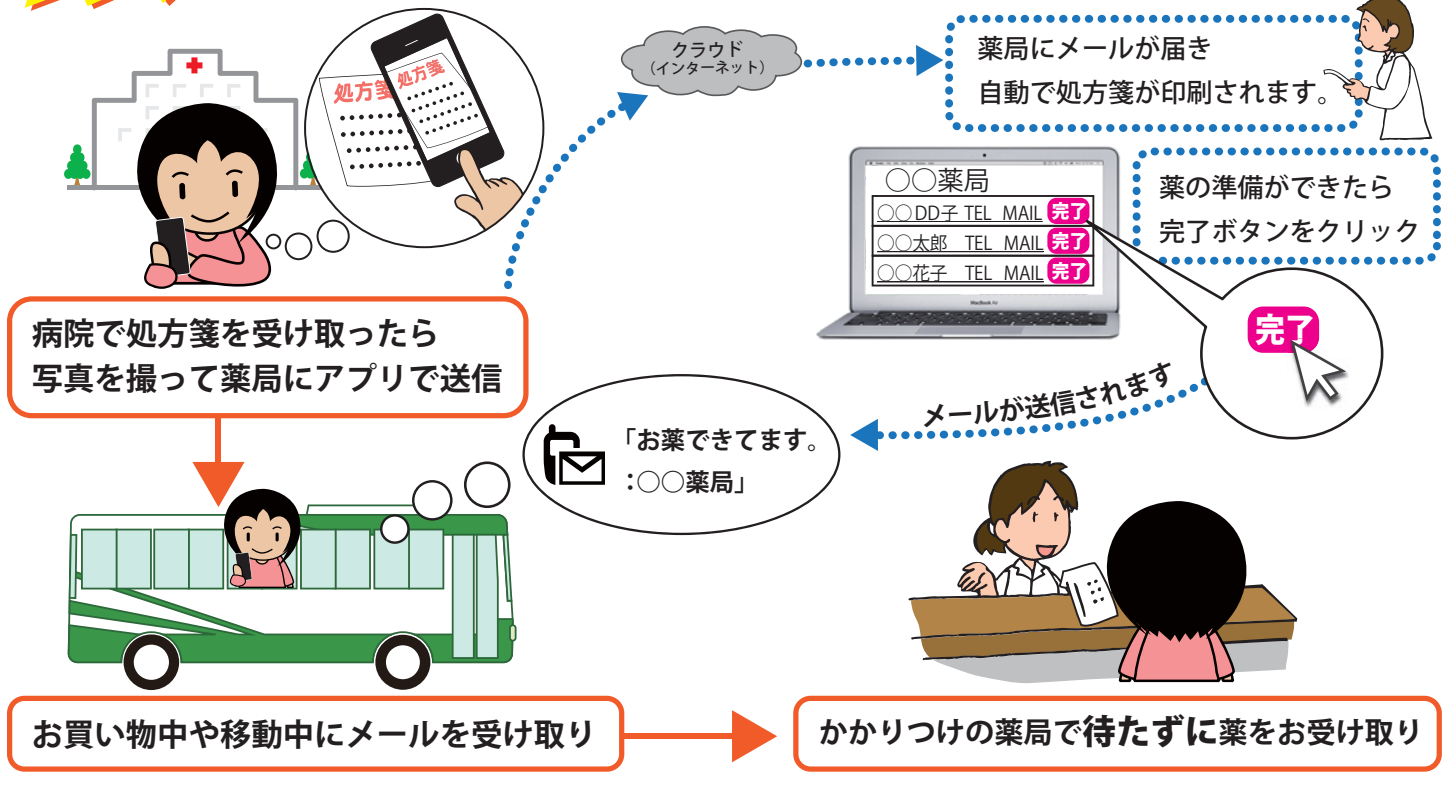 処方箋
処方箋
クラウド
(インターネット)
薬局にメールが届き
自動で処方箋が印刷されます。
○○薬局
○○DD子 TEL MAIL 完了
○○太郎 TEL MAIL 完了
○○花子 TEL MAIL 完了
MacBook Air
薬の準備ができたら
完了ボタンをクリック
完了
メールが送信されます
病院で処方箋を受け取ったら
写真を撮って薬局にアプリで送信
「お薬できてます。
:○○薬局」
お買い物中や移動中にメールを受け取り
かかりつけの薬局で待たずに薬をお受け取り